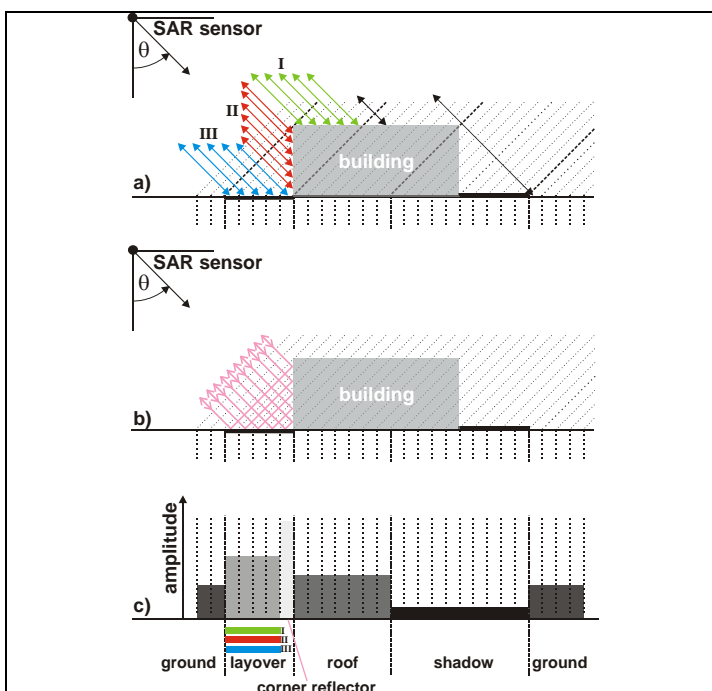 SAR sensor
θ
I
II
III
building
a)
SAR sensor
θ
building
b)
amplitude
c)
I
II
III
ground layover roof shadow ground
corner reflector